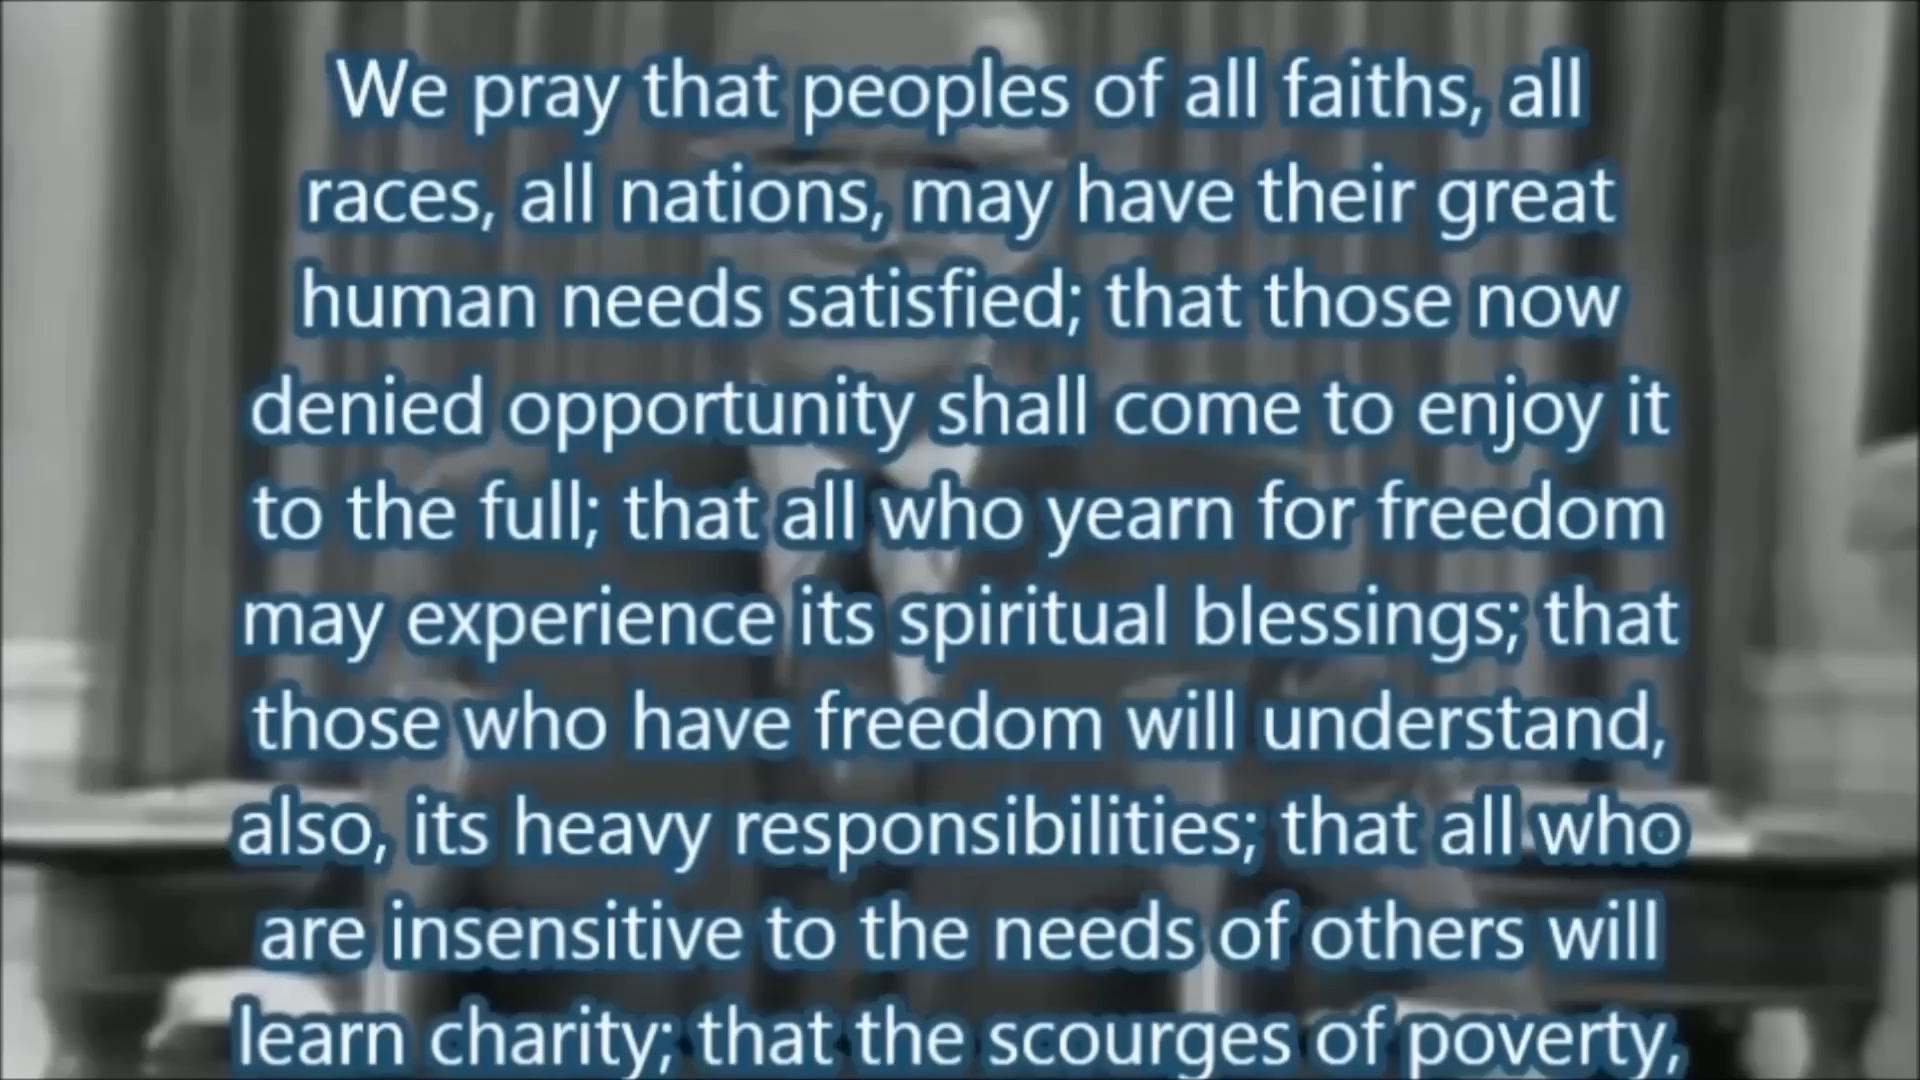 We pray that peoples of all faiths, all
races, all nations, may have their great
human needs satisfied; that those now
denied opportunity shall come to enjoy it
to the full; that all who yearn for freedom
may experience its spiritual blessings; that
those who have freedom will understand,
also, its heavy responsibilities; that all who
are insensitive to the needs of others will
learn charity; that the scourges of poverty,